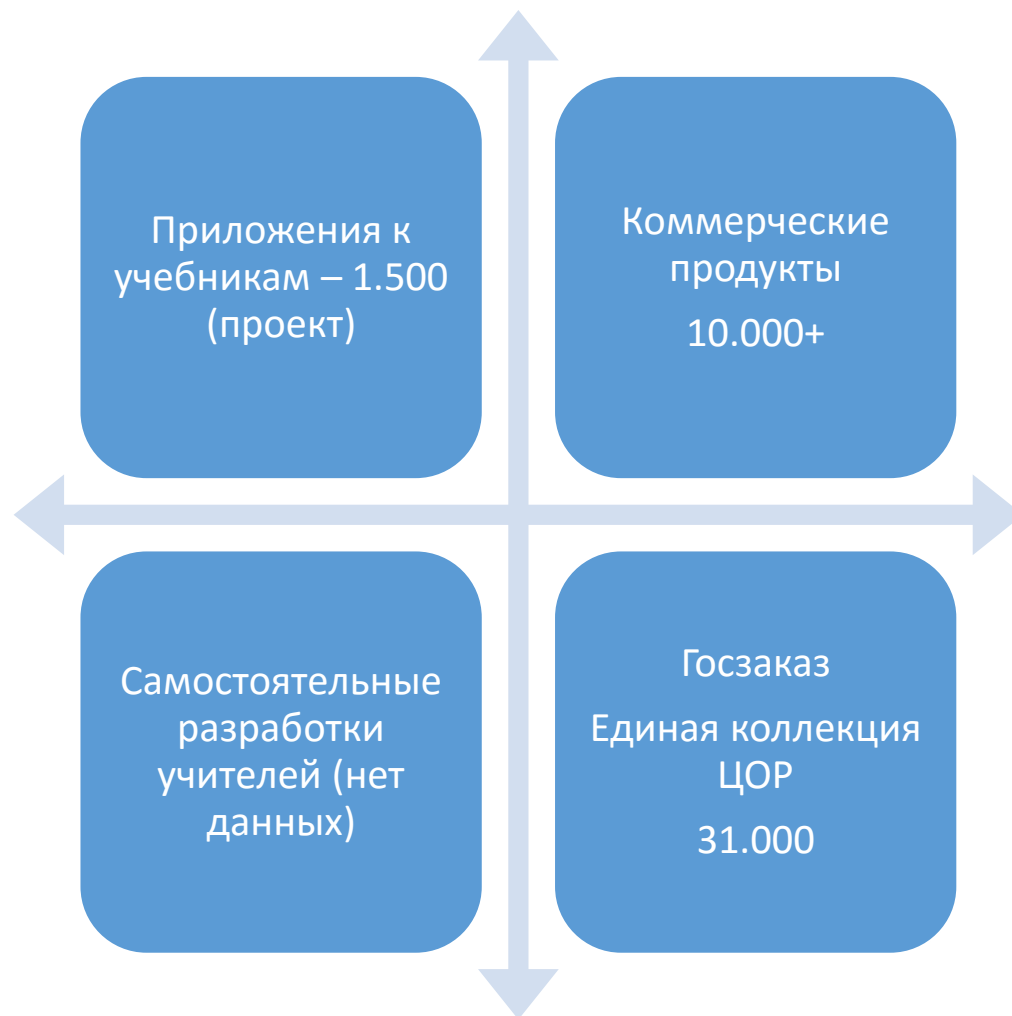 Приложения к
учебникам – 1.500
(проект)
Коммерческие
продукты
10.000+
Самостоятельные
разработки
учителей (нет
данных)
Госзаказ
Единая коллекция
ЦОР
31.000